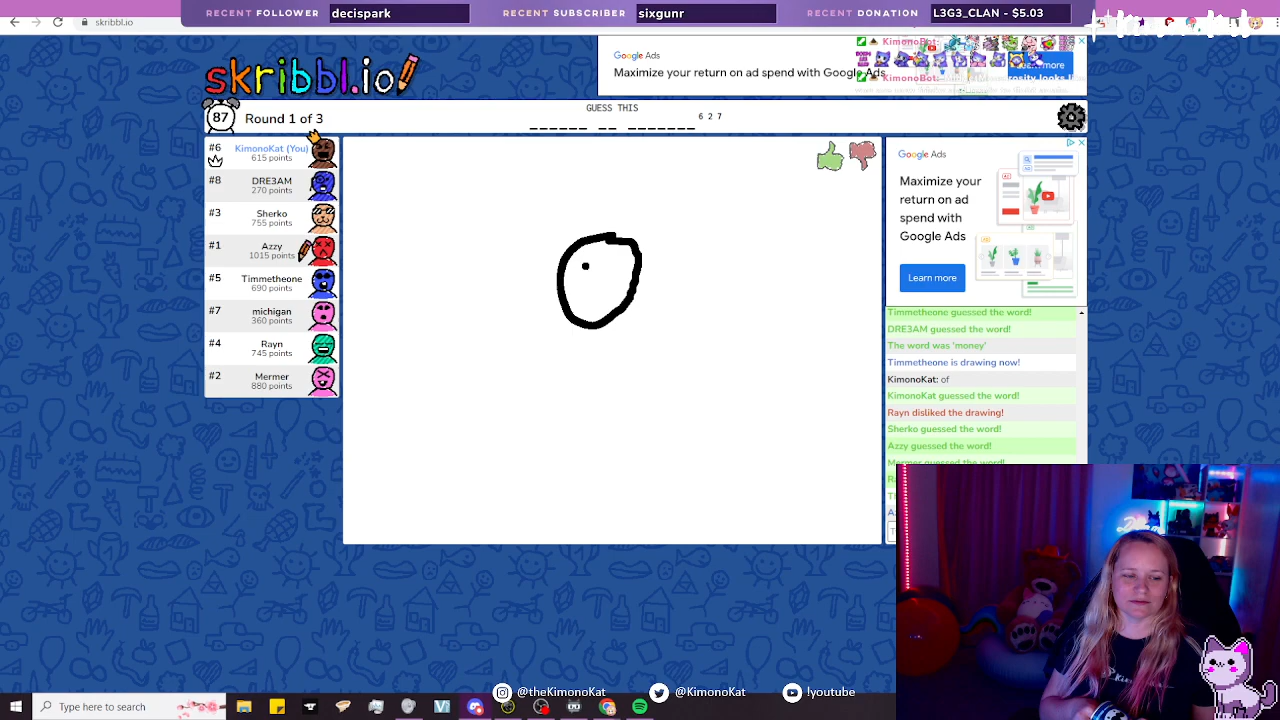 RECENT FOLLOWER decispark RECENT SUBSCRIBER sixgunr RECENT DONATION L3G3_CLAN - $5.03
skribbl.io
Google Ads
Maximize your return on ad spend with Google Ads
KimonoBot:
KimonoBot:
skribbl.io
87 Round 1 of 3
GUESS THIS
6 2 7
#6 KimonoKat (You)
615 points
#8 DRE3AM
270 points
#3 Sherko
755 points
#1 Azzy
1015 points
#5 Timmetheone
690 points
#7 michigan
360 points
#4 Rayn
745 points
#2
880 points
Google Ads
Maximize your
return on ad
spend with
Google Ads
Learn more
Timmetheone guessed the word!
DRE3AM guessed the word!
The word was 'money'
Timmetheone is drawing now!
KimonoKat: of
KimonoKat guessed the word!
Rayn disliked the drawing!
Sherko guessed the word!
Azzy guessed the word!
Type here to search
@theKimonoKat @KimonoKat